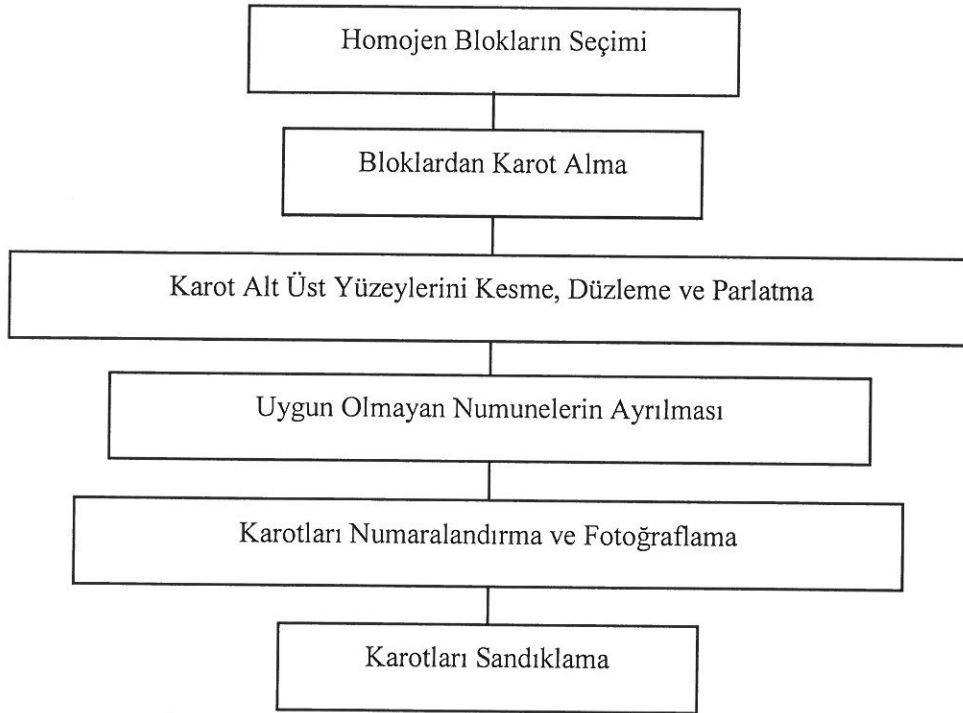 Homojen Blokların Seçimi
Bloklardan Karot Alma
Karot Alt Üst Yüzeylerini Kesme, Düzleme ve Parlatma
Uygun Olmayan Numunelerin Ayrılması
Karotları Numaralandırma ve Fotoğraflama
Karotları Sandıklama